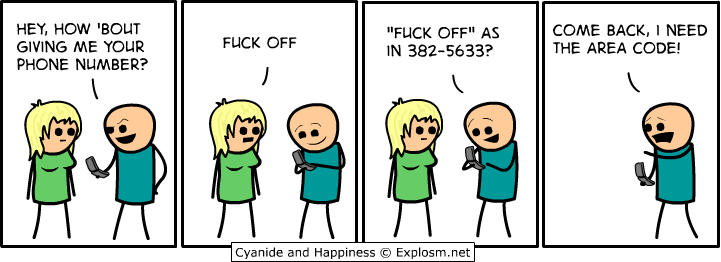 HEY, HOW 'BOUT
GIVING ME YOUR
PHONE NUMBER?
FUCK OFF
"FUCK OFF" AS
IN 382-5633?
COME BACK, I NEED
THE AREA CODE!
Cyanide and Happiness © Explosm.net